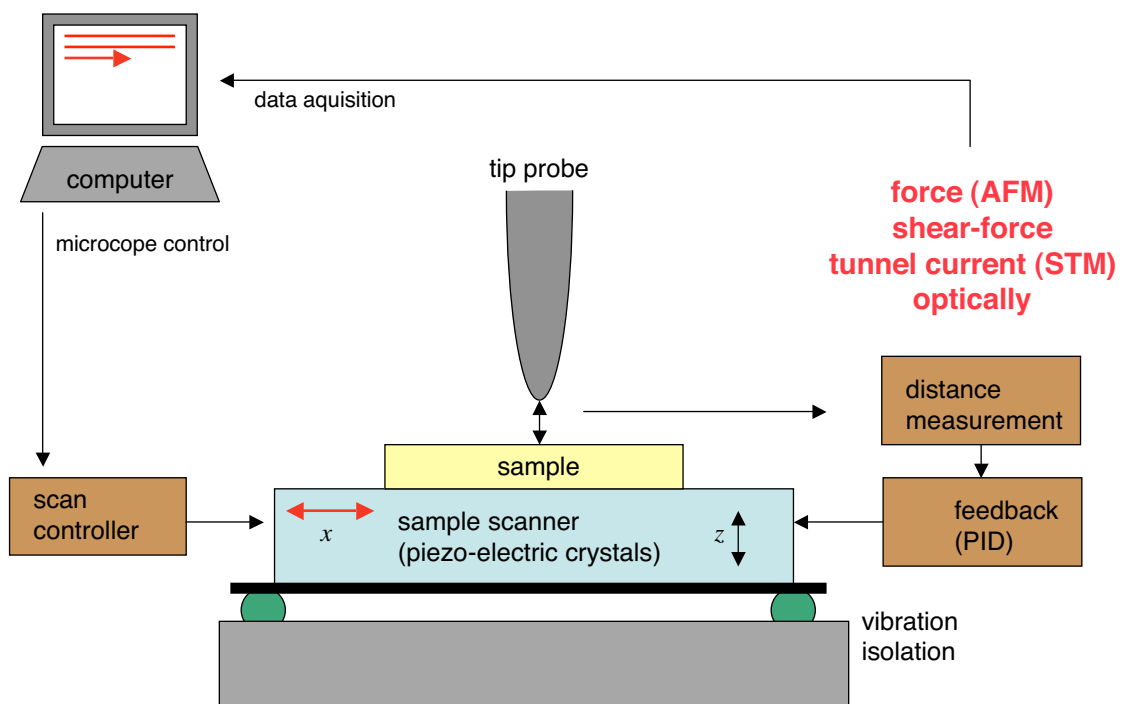 data aquisition
computer
microcope control
tip probe
force (AFM)
shear-force
tunnel current (STM)
optically
distance
measurement
sample
scan
controller
x
sample scanner
(piezo-electric crystals)
z
feedback
(PID)
vibration
isolation